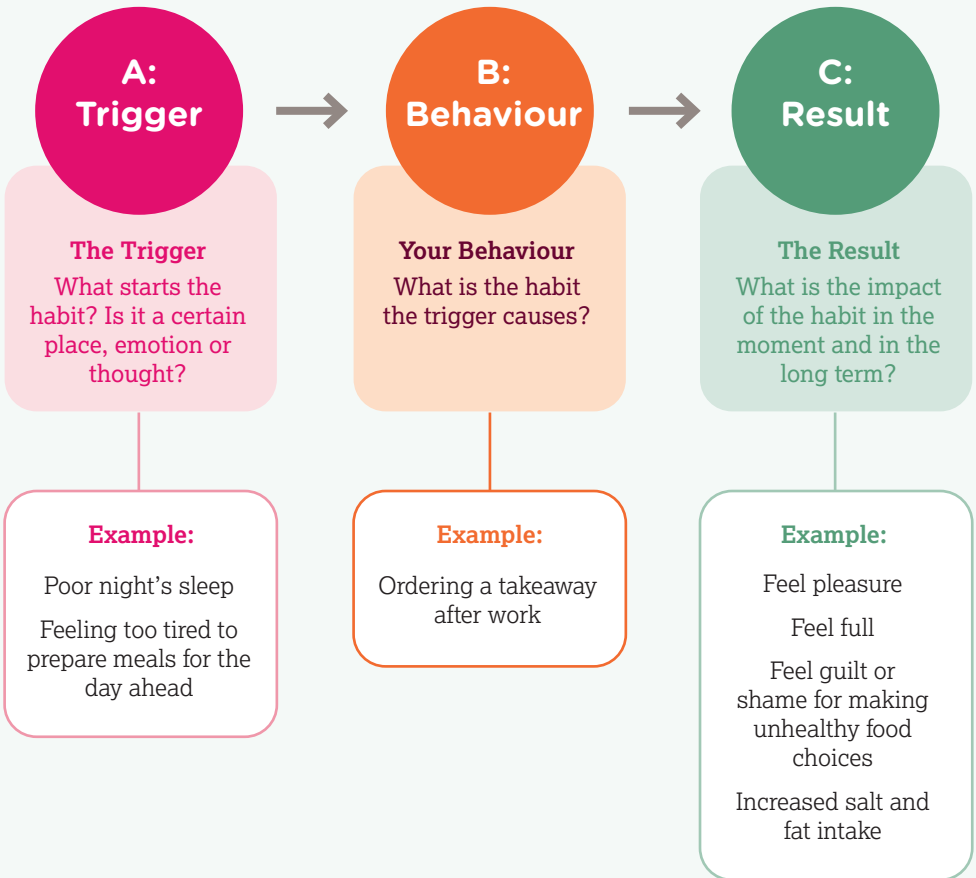 A:
Trigger
The Trigger
What starts the
habit? Is it a certain
place, emotion or
thought?
Example:
Poor night's sleep
Feeling too tired to
prepare meals for the
day ahead
B:
Behaviour
Your Behaviour
What is the habit
the trigger causes?
Example:
Ordering a takeaway
after work
C:
Result
The Result
What is the impact
of the habit in the
moment and in the
long term?
Example:
Feel pleasure
Feel full
Feel guilt or
shame for making
unhealthy food
choices
Increased salt and
fat intake